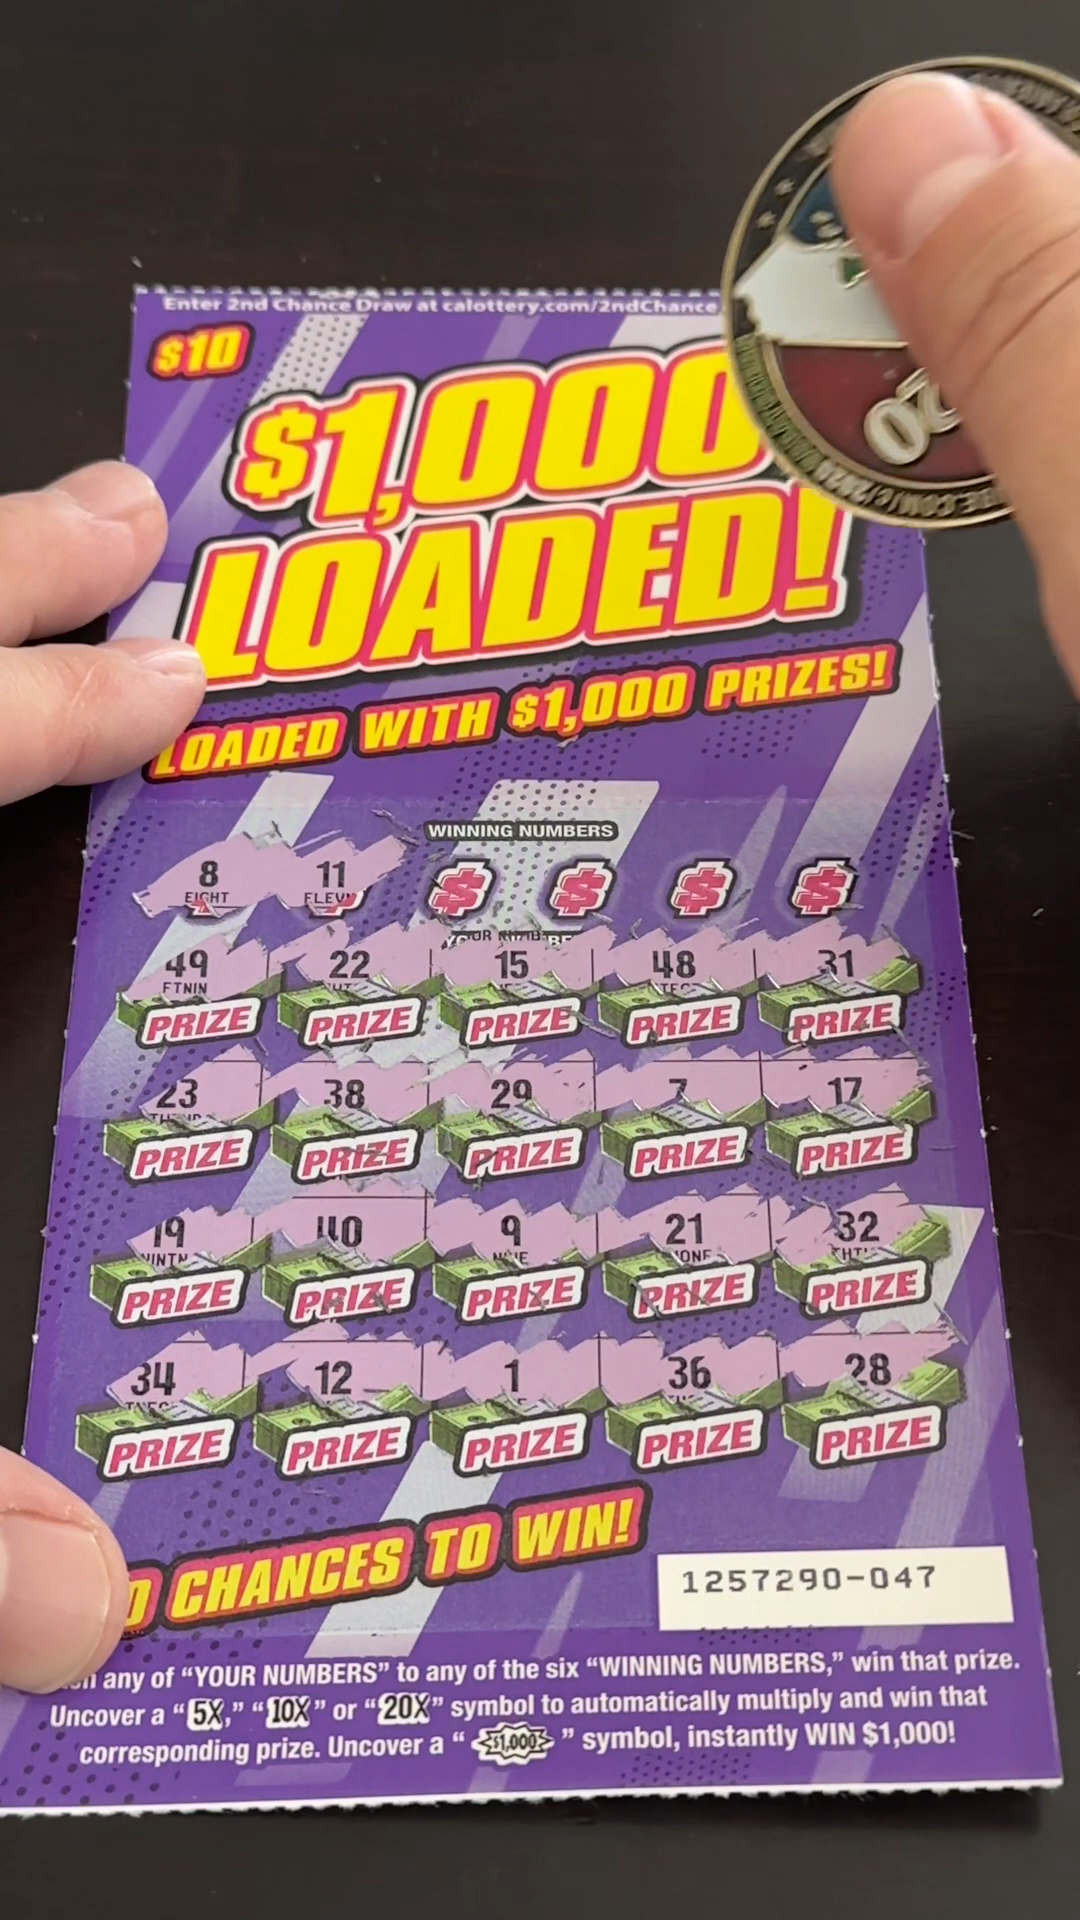 Enter 2nd Chance Draw at calottery.com/2ndChance
$10
$1,000
LOADED!
LOADED WITH $1,000 PRIZES!
WINNING NUMBERS
8 11 $ $ $ $
EIGHT
49 22 15 48 31
PRIZE PRIZE PRIZE PRIZE PRIZE
23 38 29 7 17
PRIZE PRIZE PRIZE PRIZE PRIZE
19 40 9 21 32
PRIZE PRIZE PRIZE PRIZE PRIZE
34 12 1 36 28
PRIZE PRIZE PRIZE PRIZE PRIZE
CHANCES TO WIN!
1257290-047
any of “YOUR NUMBERS” to any of the six “WINNING NUMBERS,” win that prize.
Uncover a “5X,” “10X” or “20X” symbol to automatically multiply and win that
corresponding prize. Uncover a “$1,000” symbol, instantly WIN $1,000!
20